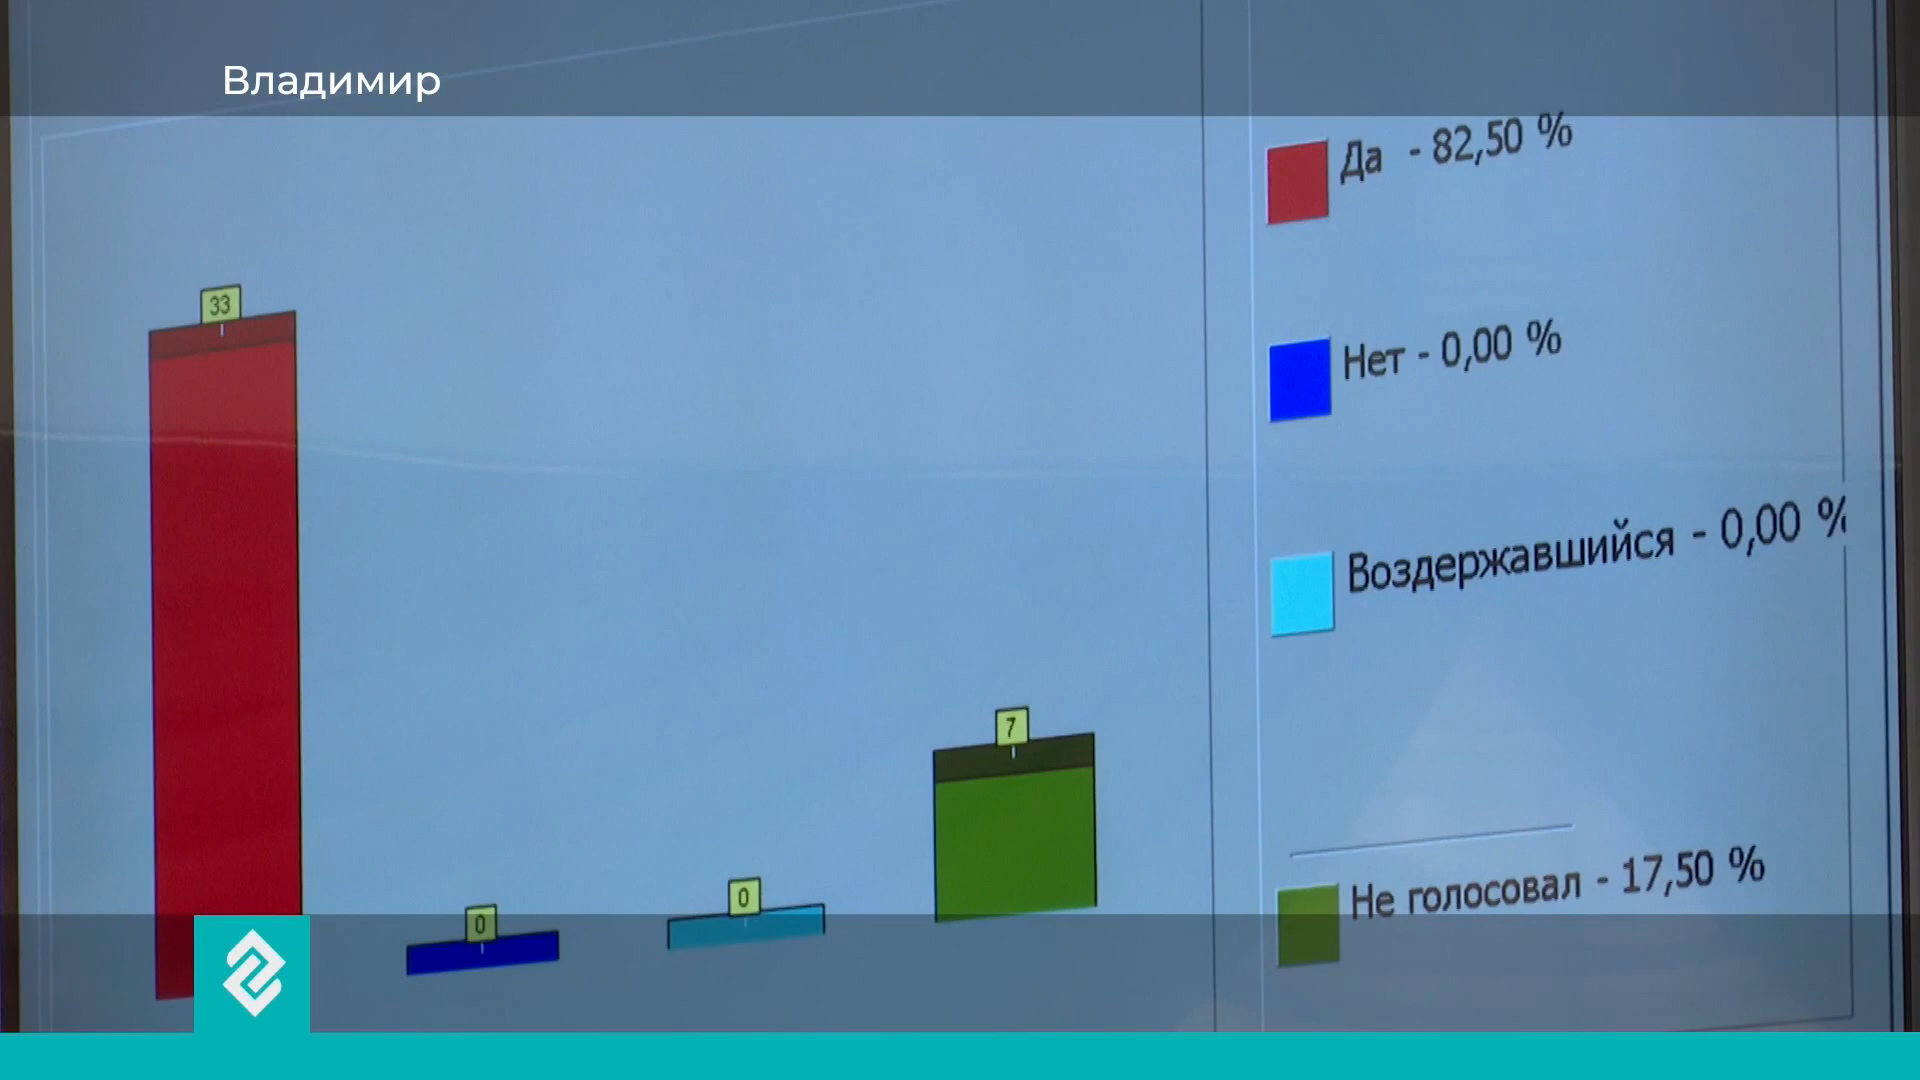 Владимир
Да - 82,50 %
33
Нет - 0,00 %
Воздержавшийся - 0,00 %
7
0
0
Не голосовал - 17,50 %